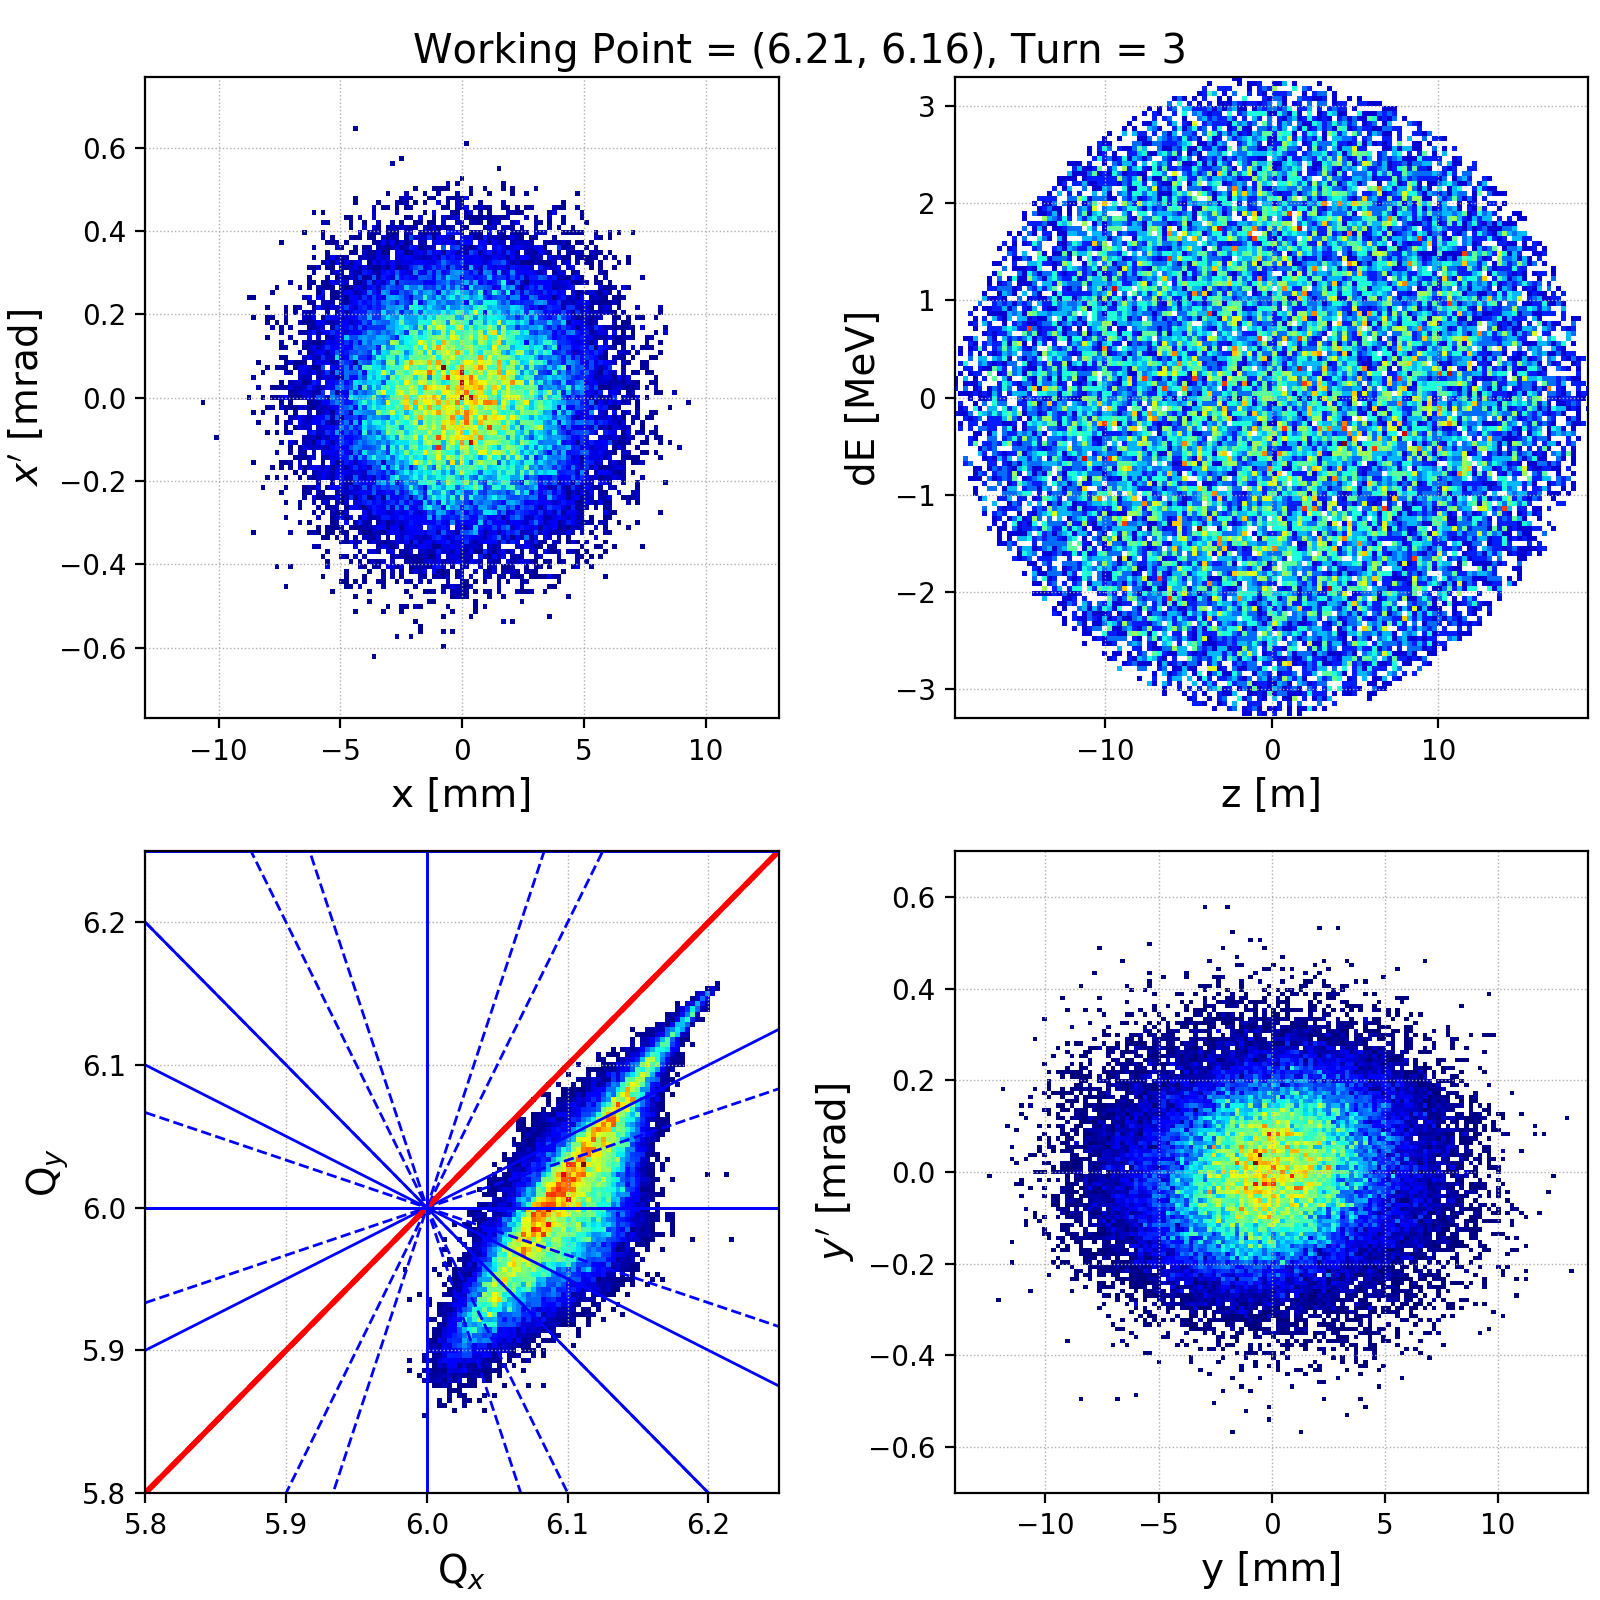 Working Point = (6.21, 6.16), Turn = 3
0.6
0.4
0.2
0.0
−0.2
−0.4
−0.6
x′ [mrad]
−10 −5 0 5 10
x [mm]
3
2
1
0
−1
−2
−3
dE [MeV]
−10 0 10
z [m]
6.2
6.1
6.0
5.9
5.8
Qy
5.8 5.9 6.0 6.1 6.2
Qx
0.6
0.4
0.2
0.0
−0.2
−0.4
−0.6
y′ [mrad]
−10 −5 0 5 10
y [mm]